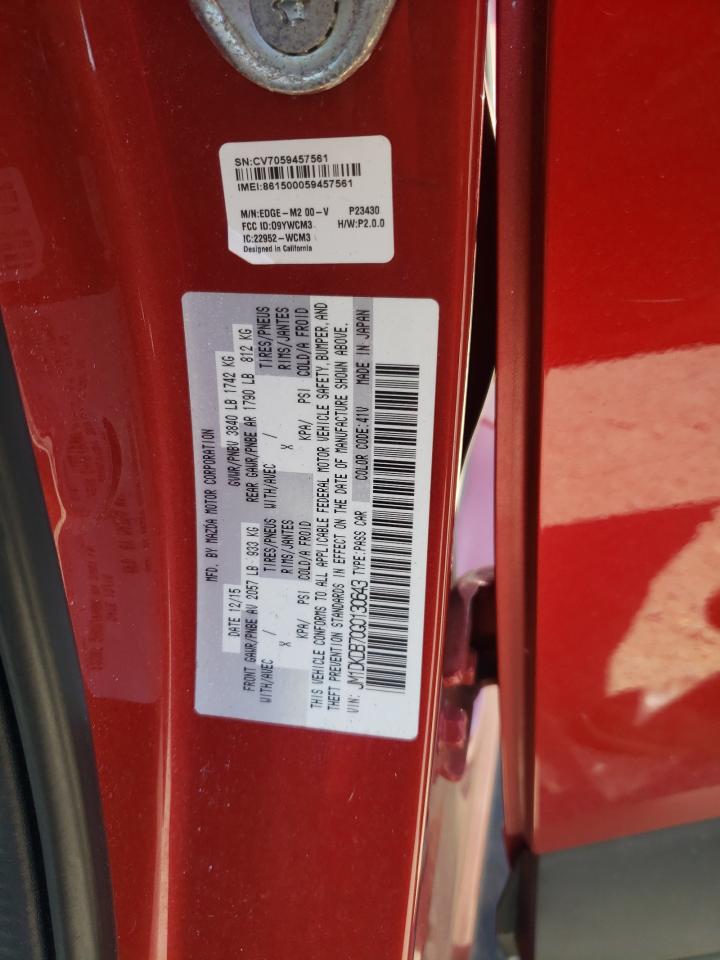 SN:CV7059457561
IMEI:861500059457561
M/N:EDGE-M2 00-V P23430
FCC ID:O9YWCM3 H/W:P2.0.0
IC:22952-WCM3
Designed in California
MFD. BY MAZDA MOTOR CORPORATION
DATE 12/15 GVWR/PNBV 3840 LB 1742 KG
FRONT GAWR/PNBE AV 2057 LB 933 KG REAR GAWR/PNBE AR 1790 LB 812 KG
WITH/AVEC / TIRES/PNEUS WITH/AVEC / TIRES/PNEUS
X RIMS/JANTES X RIMS/JANTES
KPA/ PSI COLD/A FROID KPA/ PSI COLD/A FROID
THIS VEHICLE CONFORMS TO ALL APPLICABLE FEDERAL MOTOR VEHICLE SAFETY, BUMPER, AND
THEFT PREVENTION STANDARDS IN EFFECT ON THE DATE OF MANUFACTURE SHOWN ABOVE.
VIN: JM1DKDB70G0130643 TYPE:PASS CAR COLOR CODE:41V MADE IN JAPAN